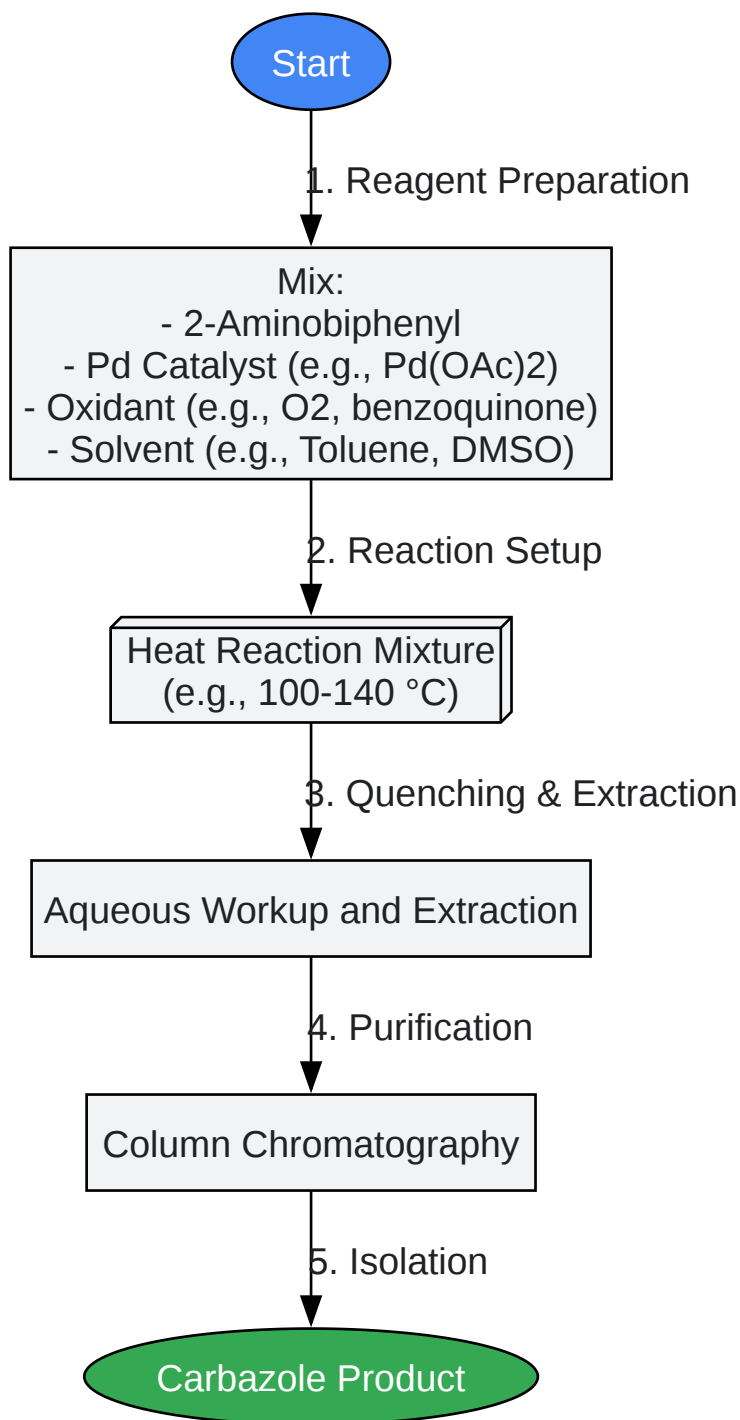 Start
1. Reagent Preparation
Mix:
- 2-Aminobiphenyl
- Pd Catalyst (e.g., Pd(OAc)2)
- Oxidant (e.g., O2, benzoquinone)
- Solvent (e.g., Toluene, DMSO)
2. Reaction Setup
Heat Reaction Mixture
(e.g., 100-140 °C)
3. Quenching & Extraction
Aqueous Workup and Extraction
4. Purification
Column Chromatography
5. Isolation
Carbazole Product